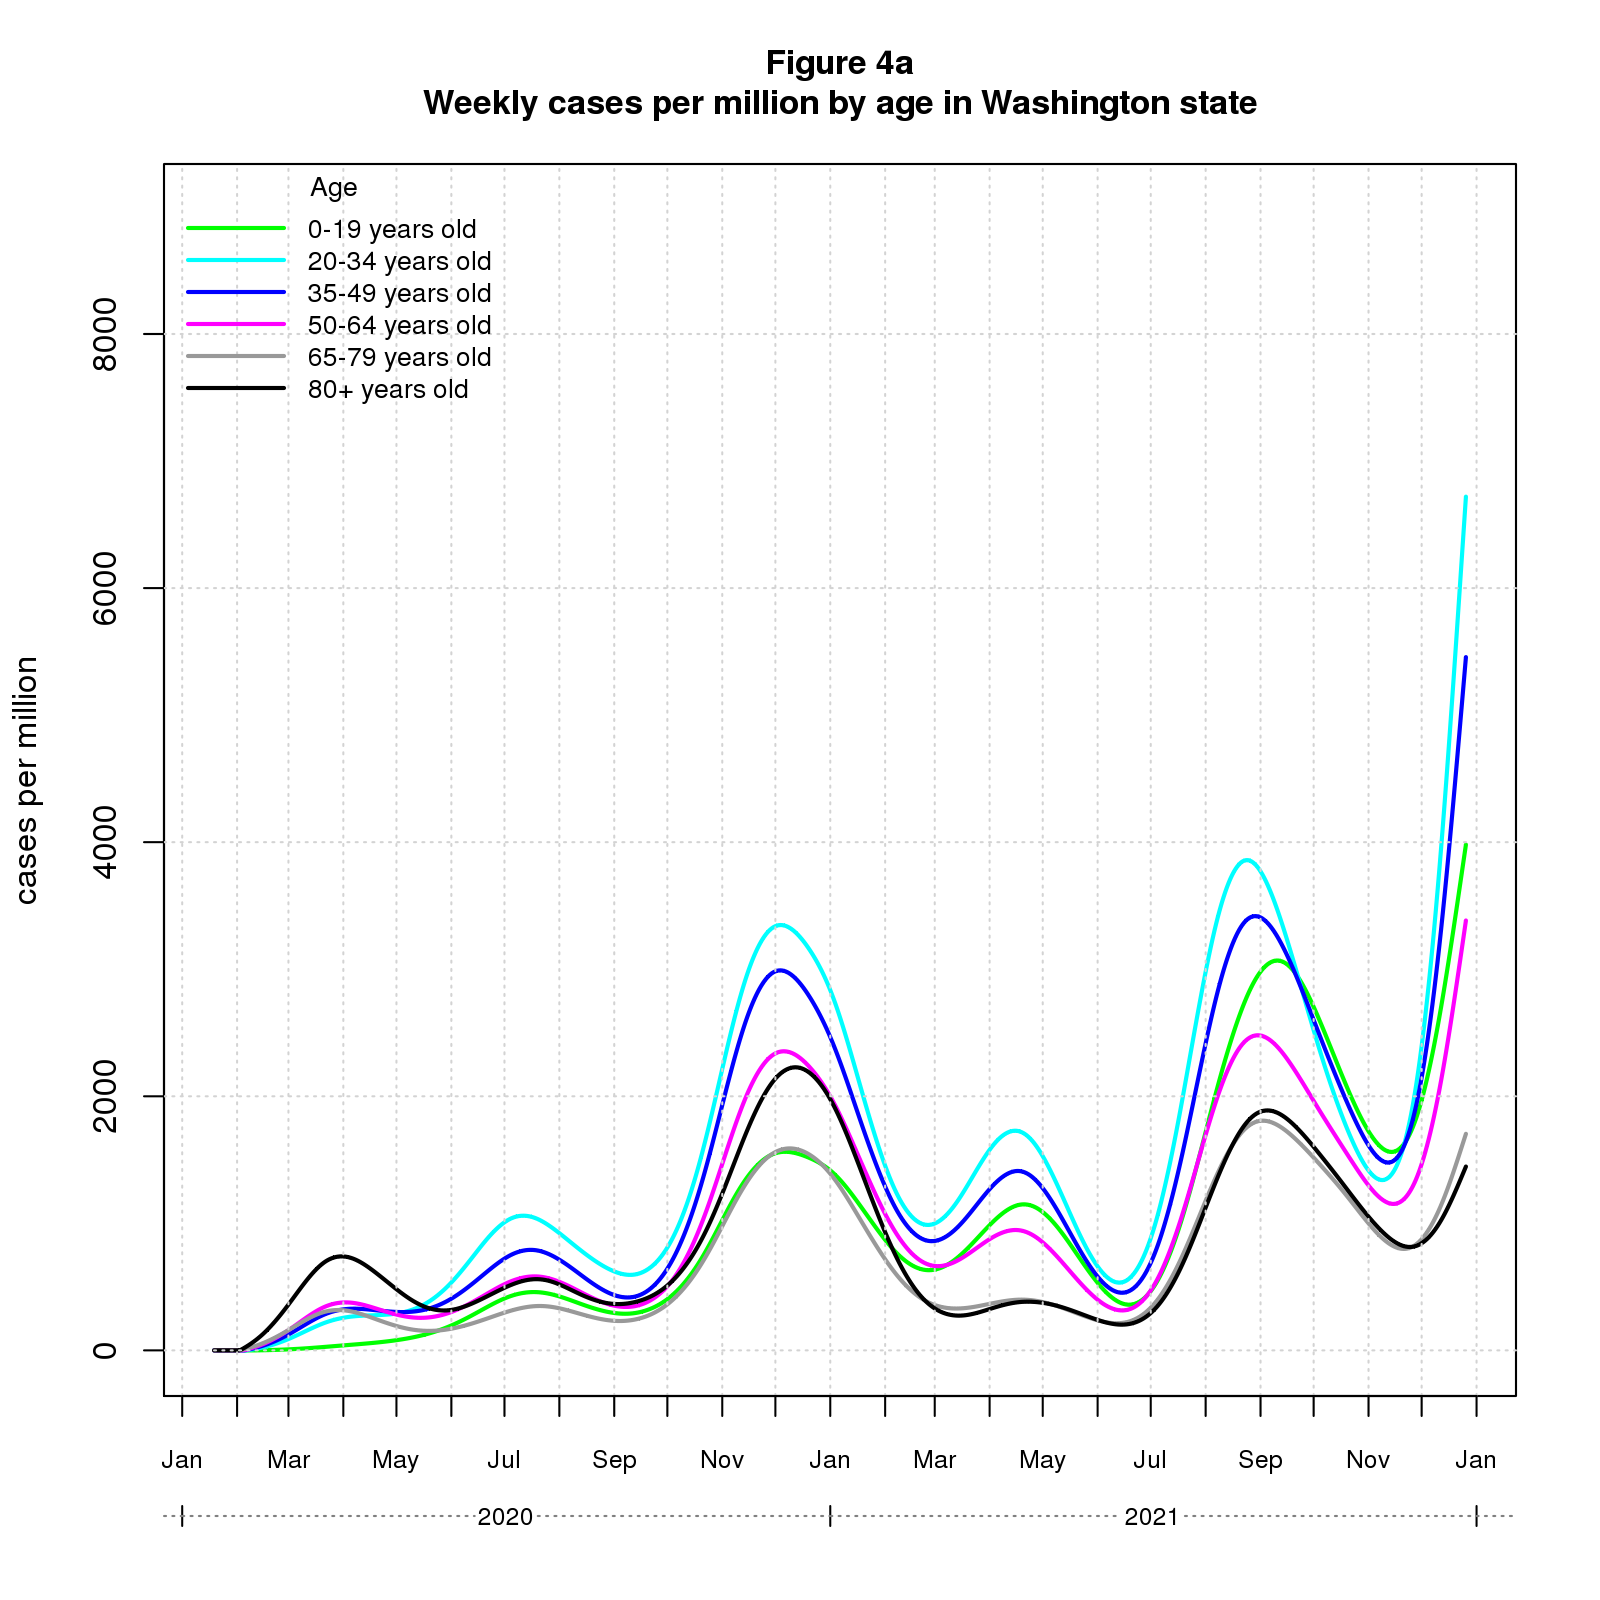 Figure 4a
Weekly cases per million by age in Washington state
Age
0-19 years old
20-34 years old
35-49 years old
50-64 years old
65-79 years old
80+ years old
8000
6000
4000
2000
0
cases per million
Jan Mar May Jul Sep Nov Jan Mar May Jul Sep Nov Jan
2020 2021